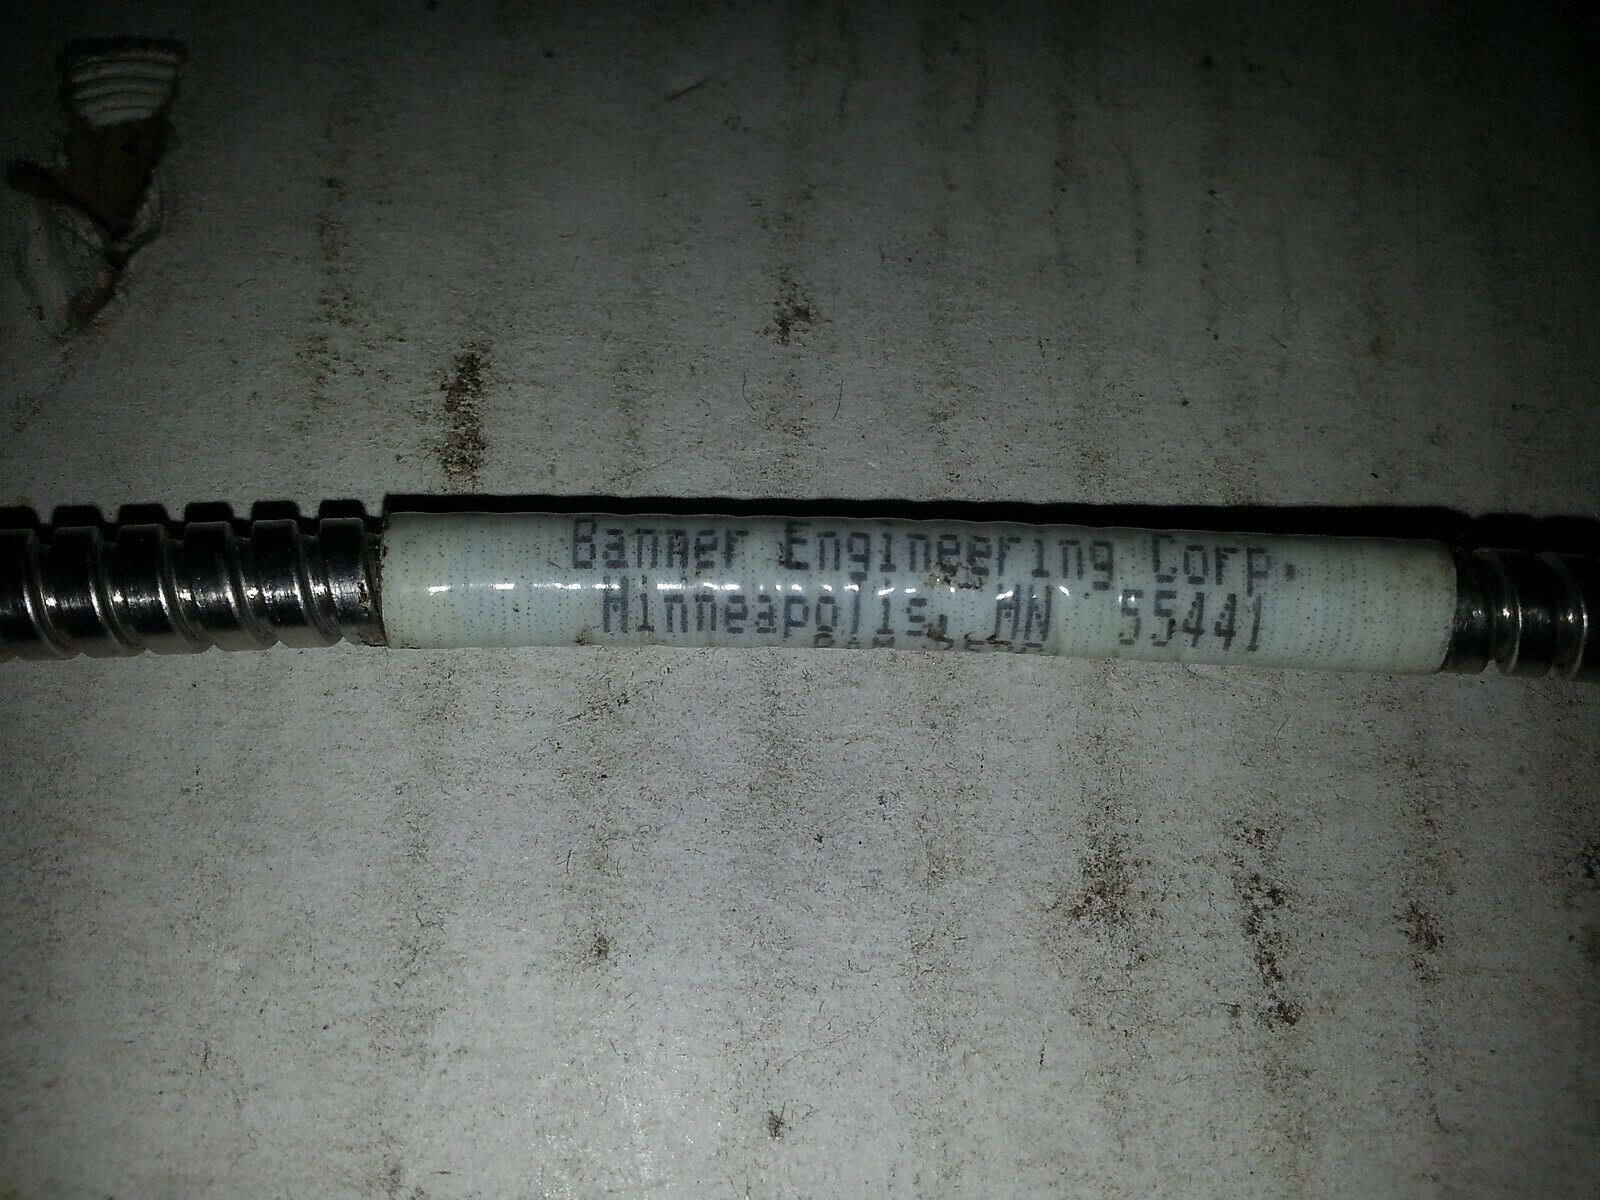 Banner Engineering Corp.
Minneapolis, MN 55441